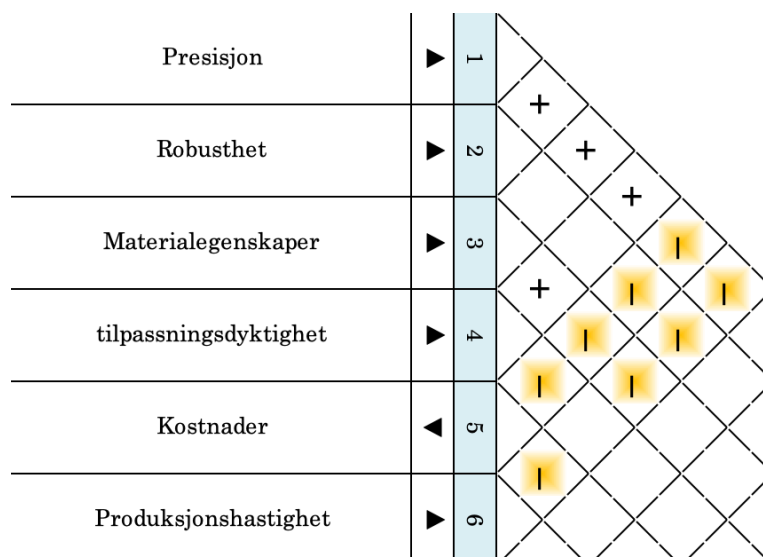 Presisjon ▶ 1
+
Robusthet ▶ 2 +
+
Materialegenskaper ▶ 3 |
+ | |
tilpassningsdyktighet ▶ 4 | |
| |
Kostnader ◀ 5
|
Produksjonshastighet ▶ 6